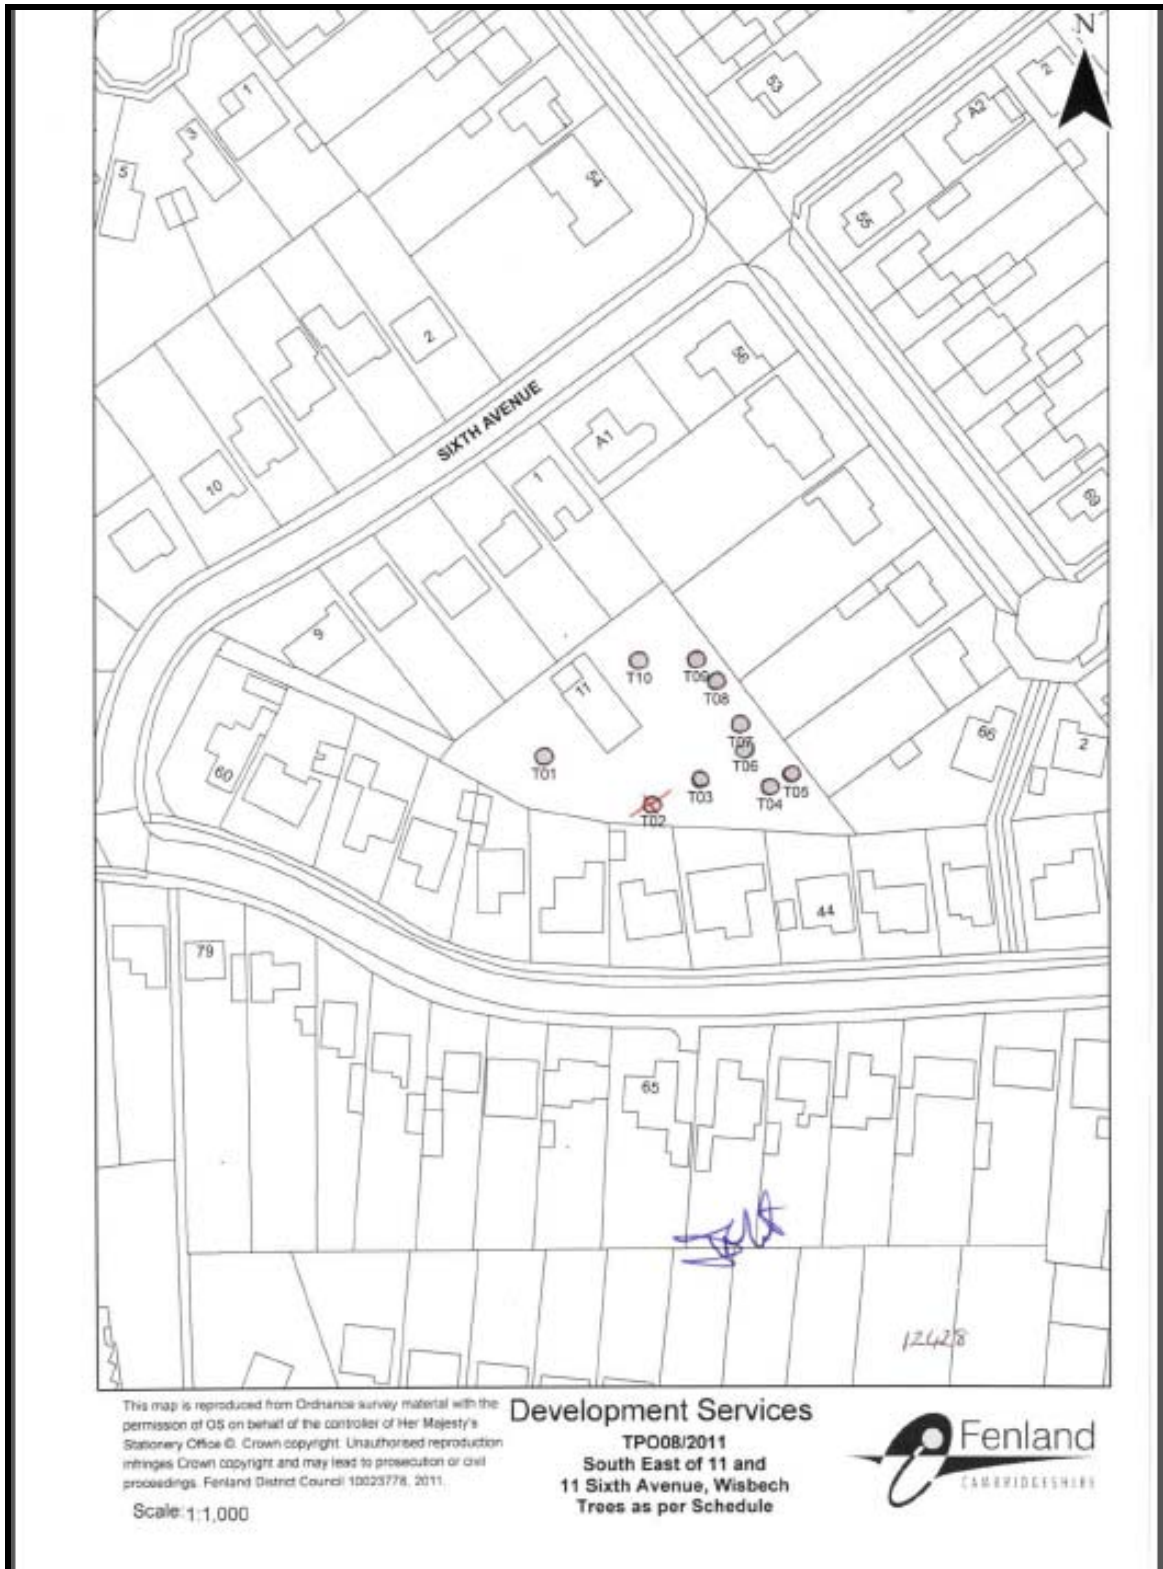 N
53
2
A2
1
3
5
54
55
2
SIXTH AVENUE
56
A1
10
1
69
9
T10
T09
11
T08
T07
66
2
T06
T01
60
T03
T04
T05
T02
44
79
65
12428
This map is reproduced from Ordnance survey material with the
permission of OS on behalf of the controller of Her Majesty's
Stationery Office ©. Crown copyright. Unauthorised reproduction
infringes Crown copyright and may lead to prosecution or civil
proceedings. Fenland District Council 10023778, 2011.
Scale: 1:1,000
Development Services
TPO08/2011
South East of 11 and
11 Sixth Avenue, Wisbech
Trees as per Schedule
Fenland
CAMBRIDGESHIRE